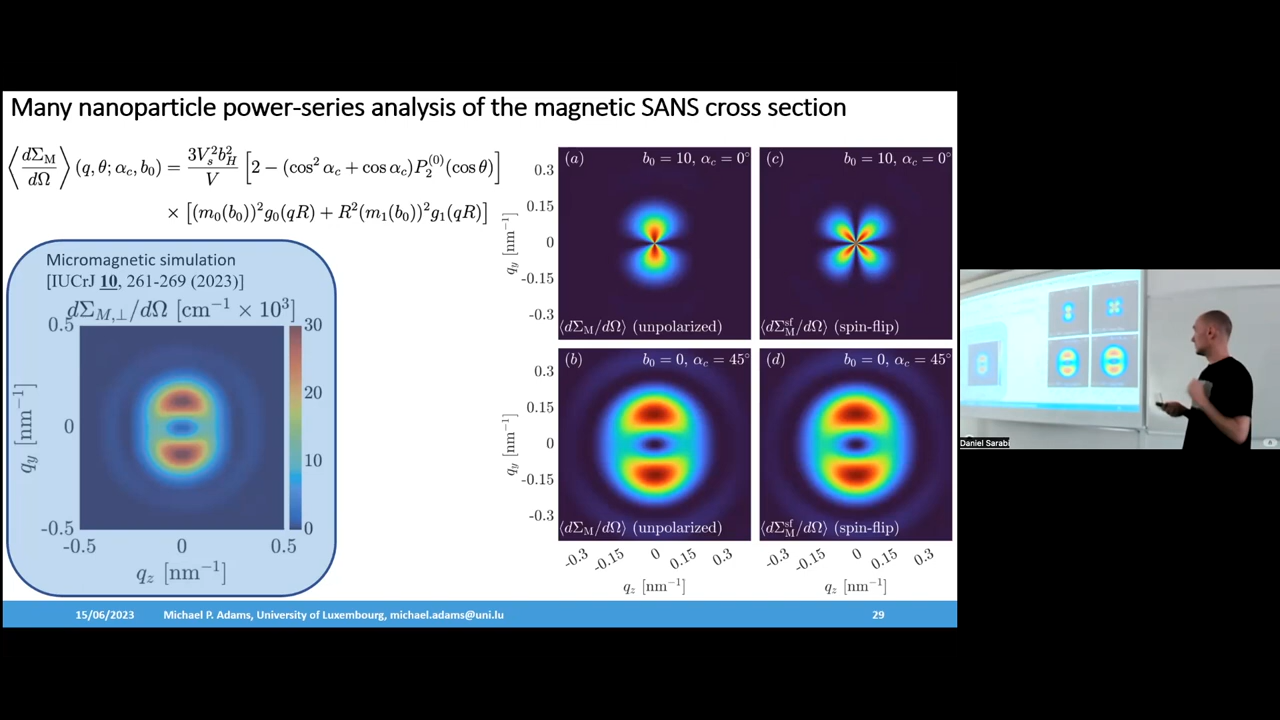 Many nanoparticle power-series analysis of the magnetic SANS cross section
⟨dΣ_M/dΩ⟩ (q, θ; α_c, b_0) = 3V_s^2 b_H^2 / V [2 − (cos^2 α_c + cos α_c)P_2^{(0)}(cos θ)]
× [(m_0(b_0))^2 g_0(qR) + R^2(m_1(b_0))^2 g_1(qR)]
Micromagnetic simulation
[IUCrJ 10, 261-269 (2023)]
dΣ_{M,⊥}/dΩ [cm^{−1} × 10^3]
0.5
0
-0.5
q_y [nm^{−1}]
-0.5 0 0.5
q_z [nm^{−1}]
30
20
10
0
(a) b_0 = 10, α_c = 0°
⟨dΣ_M/dΩ⟩ (unpolarized)
(c) b_0 = 10, α_c = 0°
⟨dΣ_M^{sf}/dΩ⟩ (spin-flip)
0.3
0.15
0
-0.15
-0.3
q_y [nm^{−1}]
(b) b_0 = 0, α_c = 45°
⟨dΣ_M/dΩ⟩ (unpolarized)
(d) b_0 = 0, α_c = 45°
⟨dΣ_M^{sf}/dΩ⟩ (spin-flip)
0.3
0.15
0
-0.15
-0.3
q_y [nm^{−1}]
-0.3 -0.15 0 0.15 0.3
q_z [nm^{−1}]
-0.3 -0.15 0 0.15 0.3
q_z [nm^{−1}]
15/06/2023 Michael P. Adams, University of Luxembourg, michael.adams@uni.lu 29
Daniel Sarabi